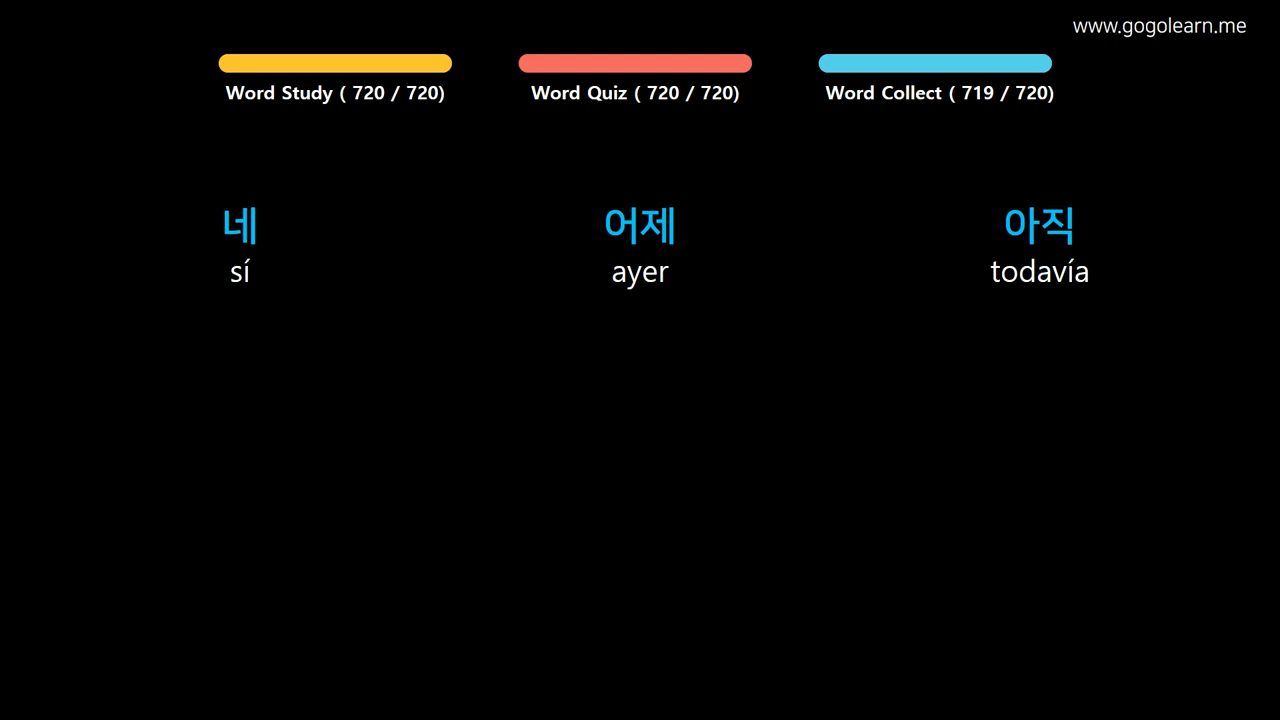 www.gogolearn.me
Word Study ( 720 / 720)
Word Quiz ( 720 / 720)
Word Collect ( 719 / 720)
네
sí
어제
ayer
아직
todavía